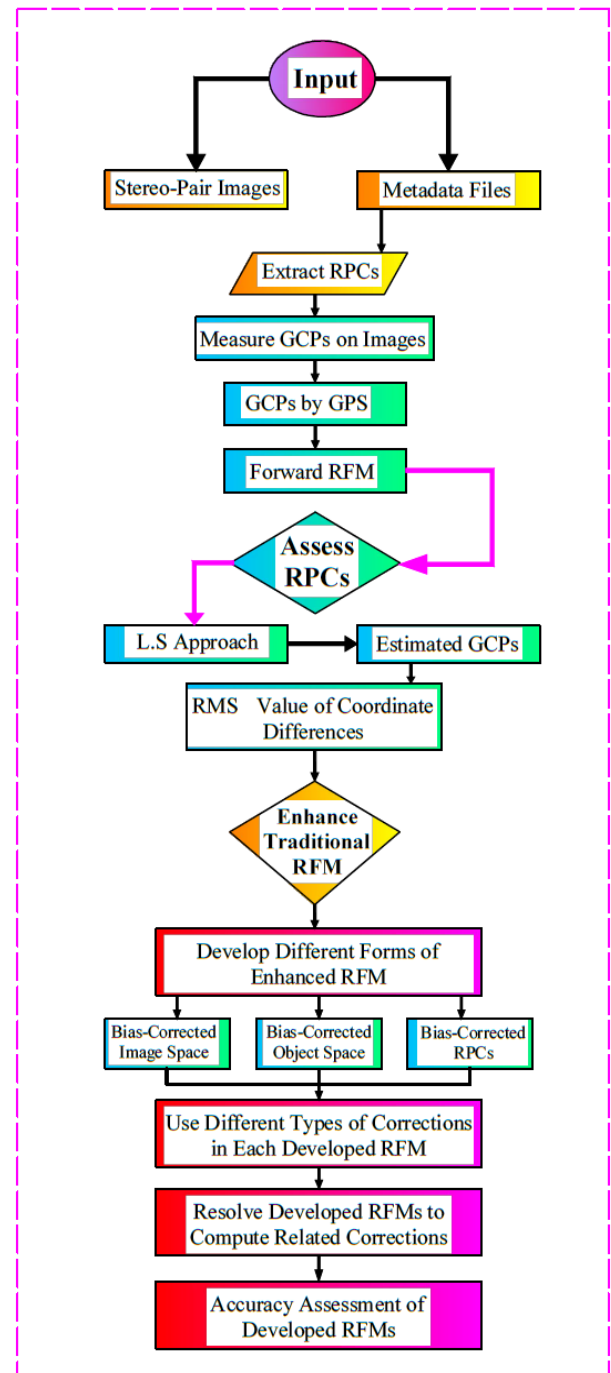 Input
Stereo-Pair Images
Metadata Files
Extract RPCs
Measure GCPs on Images
GCPs by GPS
Forward RFM
Assess
RPCs
L.S Approach
Estimated GCPs
RMS Value of Coordinate
Differences
Enhance
Traditional
RFM
Develop Different Forms of
Enhanced RFM
Bias-Corrected
Image Space
Bias-Corrected
Object Space
Bias-Corrected
RPCs
Use Different Types of Corrections
in Each Developed RFM
Resolve Developed RFMs to
Compute Related Corrections
Accuracy Assessment of
Developed RFMs